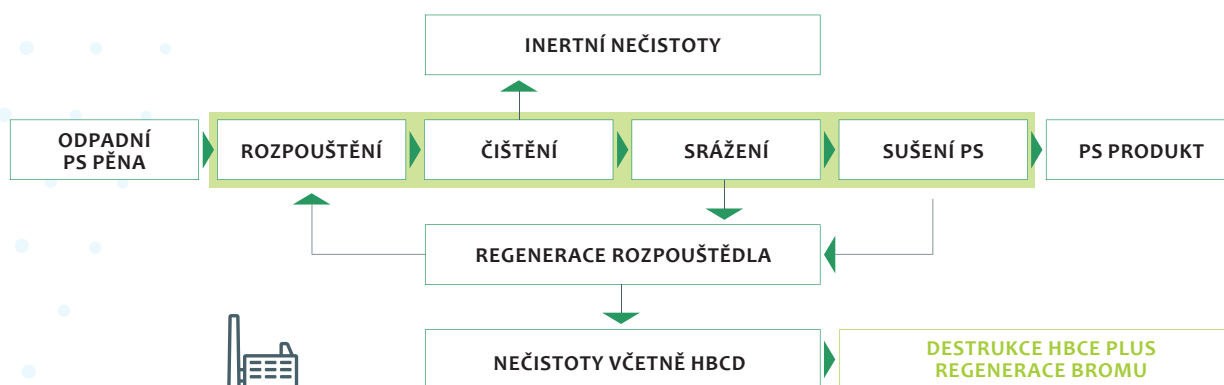 INERTNÍ NEČISTOTY
ODPADNÍ
PS PĚNA
ROZPOUŠTĚNÍ
ČIŠTĚNÍ
SRÁŽENÍ
SUŠENÍ PS
PS PRODUKT
REGENERACE ROZPOUŠTĚDLA
NEČISTOTY VČETNĚ HBCD
DESTRUKCE HBCE PLUS
REGENERACE BROMU